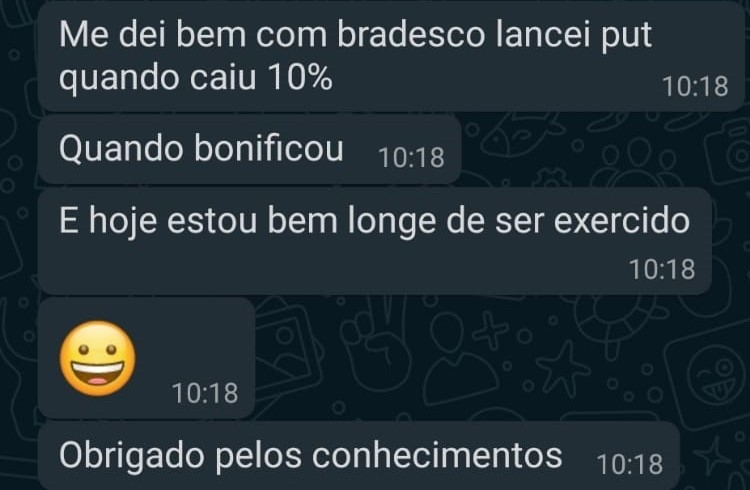 Me dei bem com bradesco lancei put
quando caiu 10%
10:18
Quando bonificou 10:18
E hoje estou bem longe de ser exercido
10:18
10:18
Obrigado pelos conhecimentos 10:18